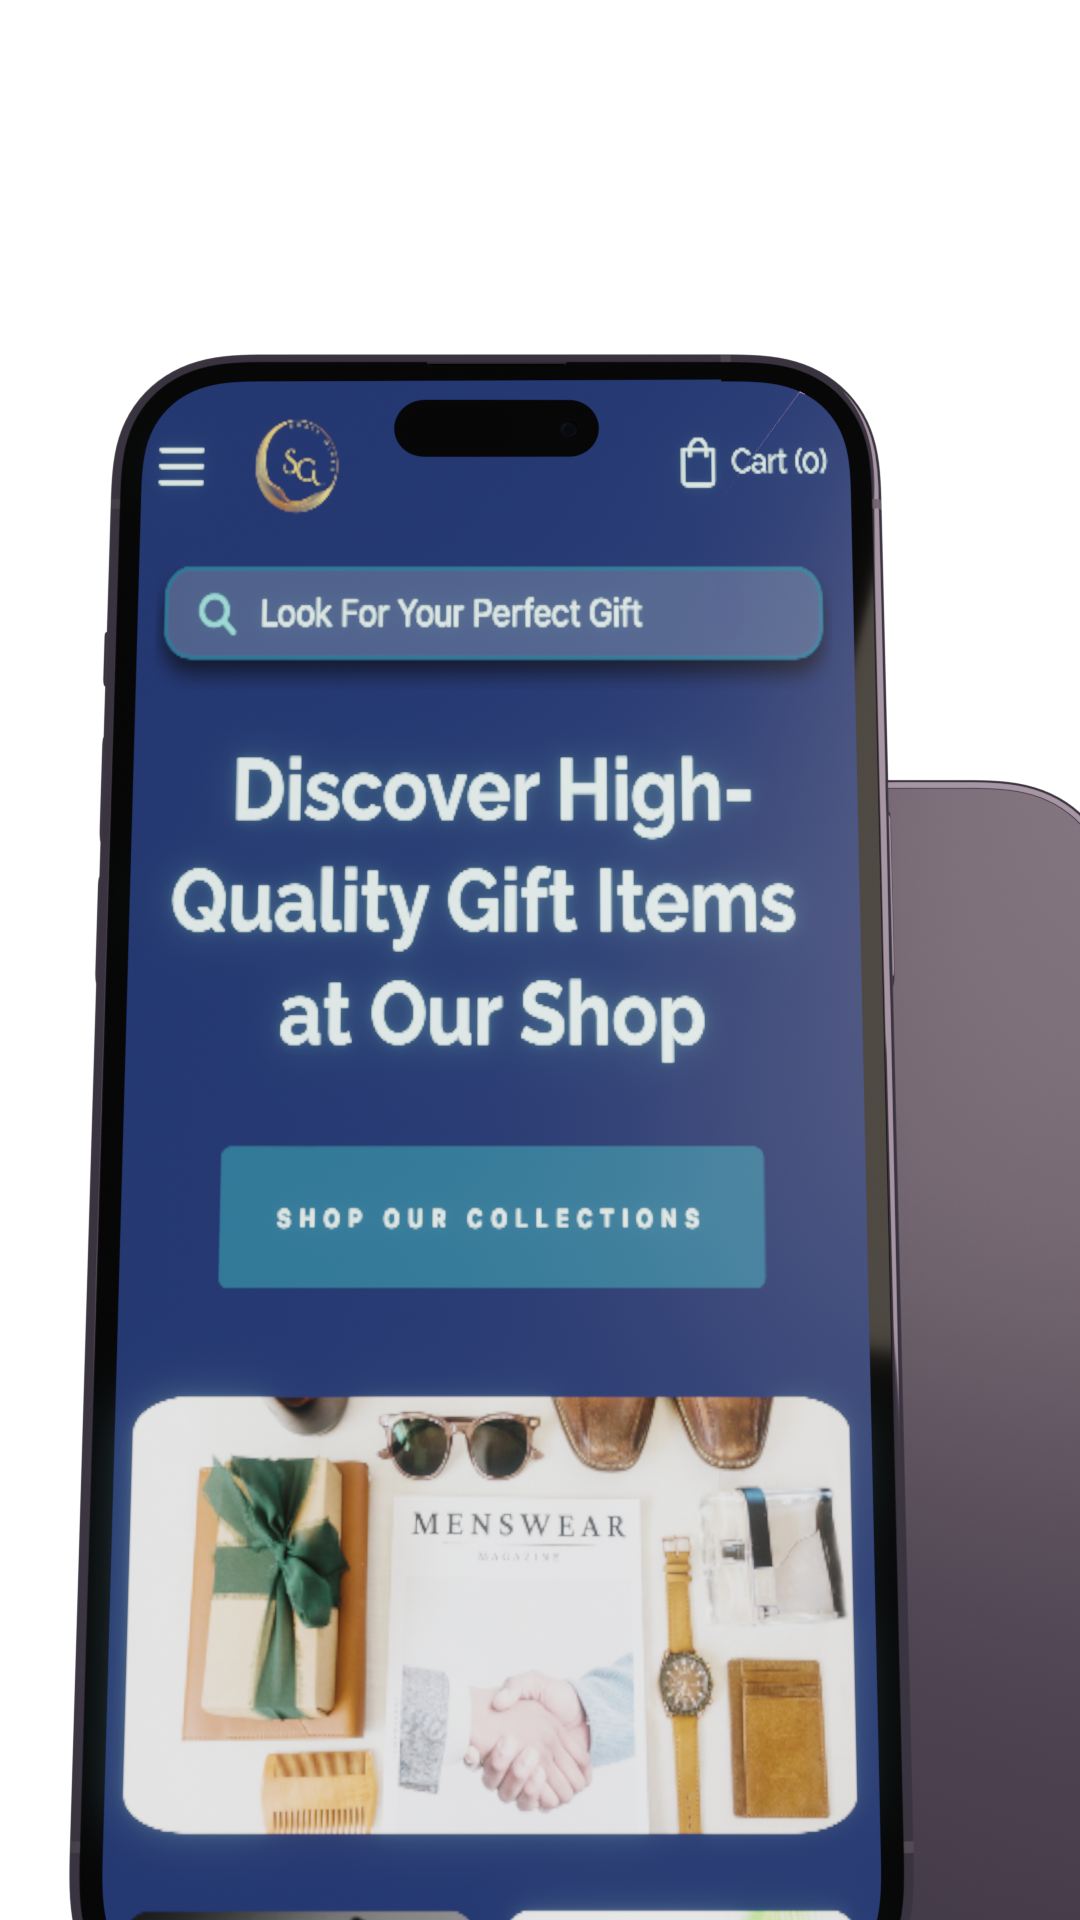 SG
Cart (0)
Look For Your Perfect Gift
Discover High-
Quality Gift Items
at Our Shop
SHOP OUR COLLECTIONS
MENSWEAR
MAGAZINE